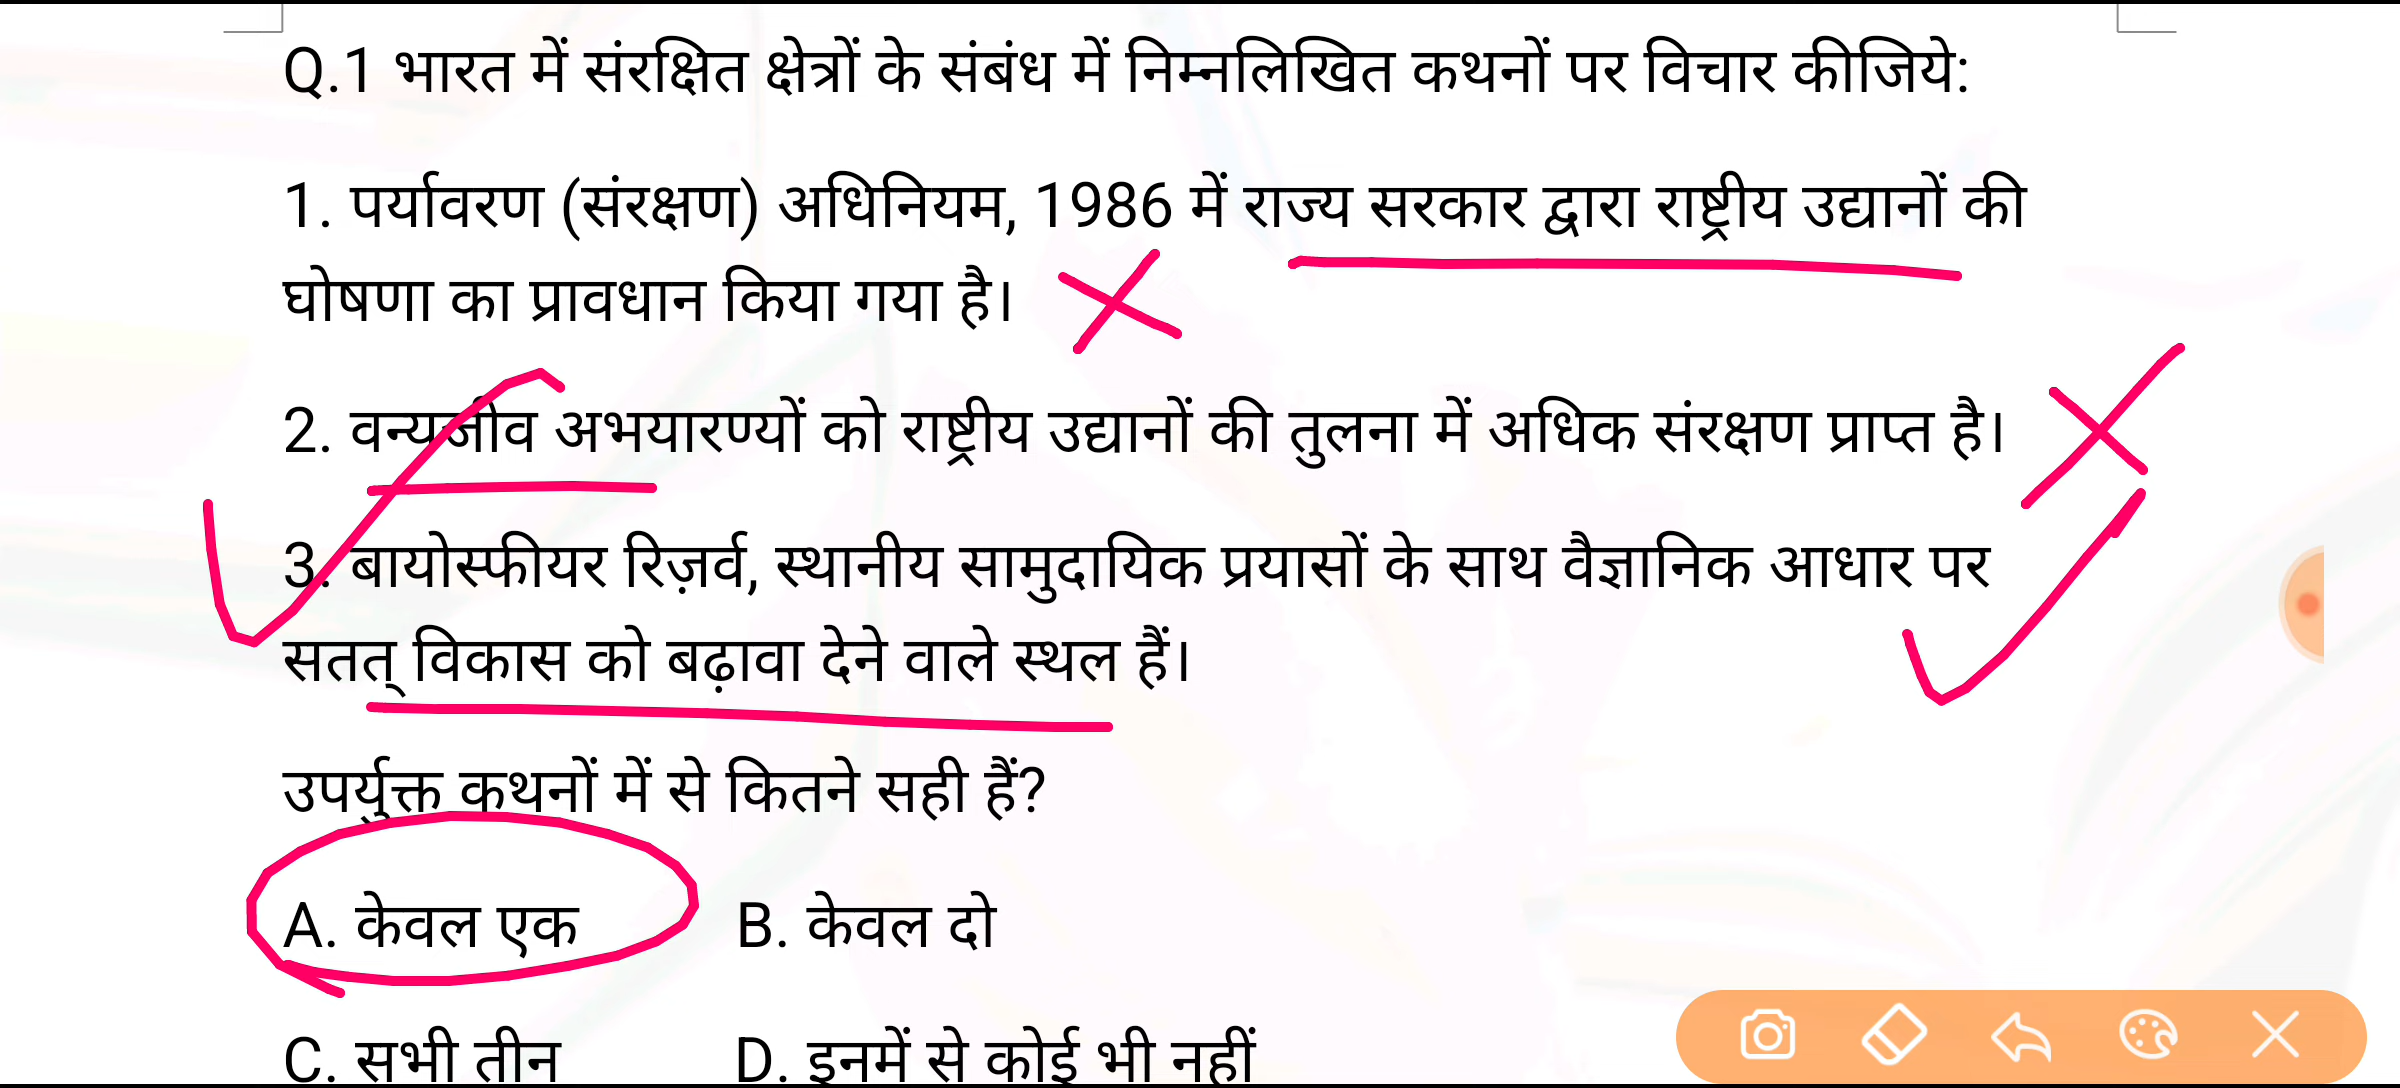 Q.1 भारत में संरक्षित क्षेत्रों के संबंध में निम्नलिखित कथनों पर विचार कीजिये:
1. पर्यावरण (संरक्षण) अधिनियम, 1986 में राज्य सरकार द्वारा राष्ट्रीय उद्यानों की
घोषणा का प्रावधान किया गया है।
2. वन्यजीव अभयारण्यों को राष्ट्रीय उद्यानों की तुलना में अधिक संरक्षण प्राप्त है।
3. बायोस्फीयर रिज़र्व, स्थानीय सामुदायिक प्रयासों के साथ वैज्ञानिक आधार पर
सतत् विकास को बढ़ावा देने वाले स्थल हैं।
उपर्युक्त कथनों में से कितने सही हैं?
A. केवल एक B. केवल दो
C. सभी तीन D. इनमें से कोई भी नहीं